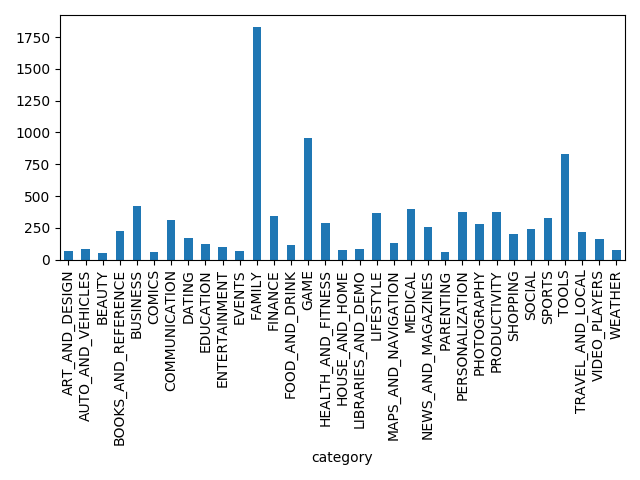 1750
1500
1250
1000
750
500
250
0
ART_AND_DESIGN
AUTO_AND_VEHICLES
BEAUTY
BOOKS_AND_REFERENCE
BUSINESS
COMICS
COMMUNICATION
DATING
EDUCATION
ENTERTAINMENT
EVENTS
FAMILY
FINANCE
FOOD_AND_DRINK
GAME
HEALTH_AND_FITNESS
HOUSE_AND_HOME
LIBRARIES_AND_DEMO
LIFESTYLE
MAPS_AND_NAVIGATION
MEDICAL
NEWS_AND_MAGAZINES
PARENTING
PERSONALIZATION
PHOTOGRAPHY
PRODUCTIVITY
SHOPPING
SOCIAL
SPORTS
TOOLS
TRAVEL_AND_LOCAL
VIDEO_PLAYERS
WEATHER
category